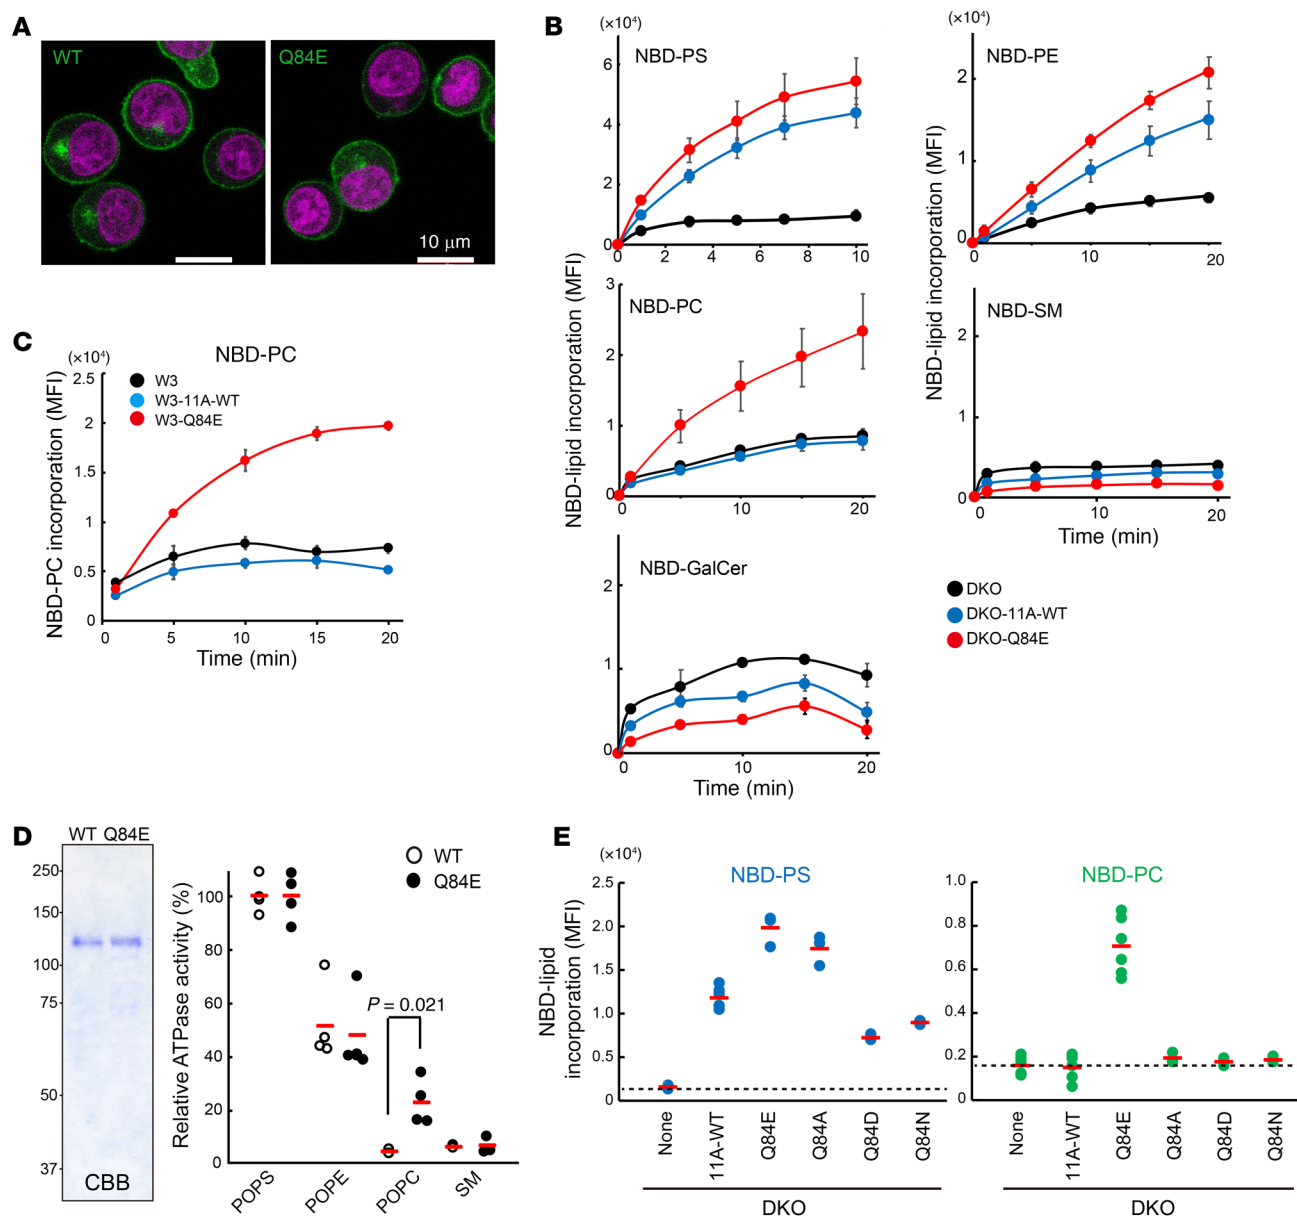 A
WT
Q84E
10 µm
B
(×10⁴)
NBD-PS
6
4
2
0
0
2
4
6
8
10
(×10⁴)
NBD-PE
2
1
0
0
10
20
NBD-PC
3
2
1
0
0
10
20
NBD-SM
2
1
0
0
10
20
Time (min)
NBD-GalCer
2
1
0
0
10
20
Time (min)
NBD-lipid incorporation (MFI)
NBD-lipid incorporation (MFI)
DKO
DKO-11A-WT
DKO-Q84E
C
NBD-PC
(×10⁴)
2.5
2
1.5
1
0.5
0
0
5
10
15
20
W3
W3-11A-WT
W3-Q84E
NBD-PC incorporation (MFI)
Time (min)
D
WT Q84E
250
150
100
75
50
37
CBB
WT
Q84E
Relative ATPase activity (%)
100
80
60
40
20
0
P = 0.021
POPS
POPE
POPC
SM
E
(×10⁴)
NBD-PS
NBD-lipid
incorporation (MFI)
2.5
2.0
1.5
1.0
0.5
0
None
11A-WT
Q84E
Q84A
Q84D
Q84N
DKO
NBD-PC
1.0
0.8
0.6
0.4
0.2
0
None
11A-WT
Q84E
Q84A
Q84D
Q84N
DKO